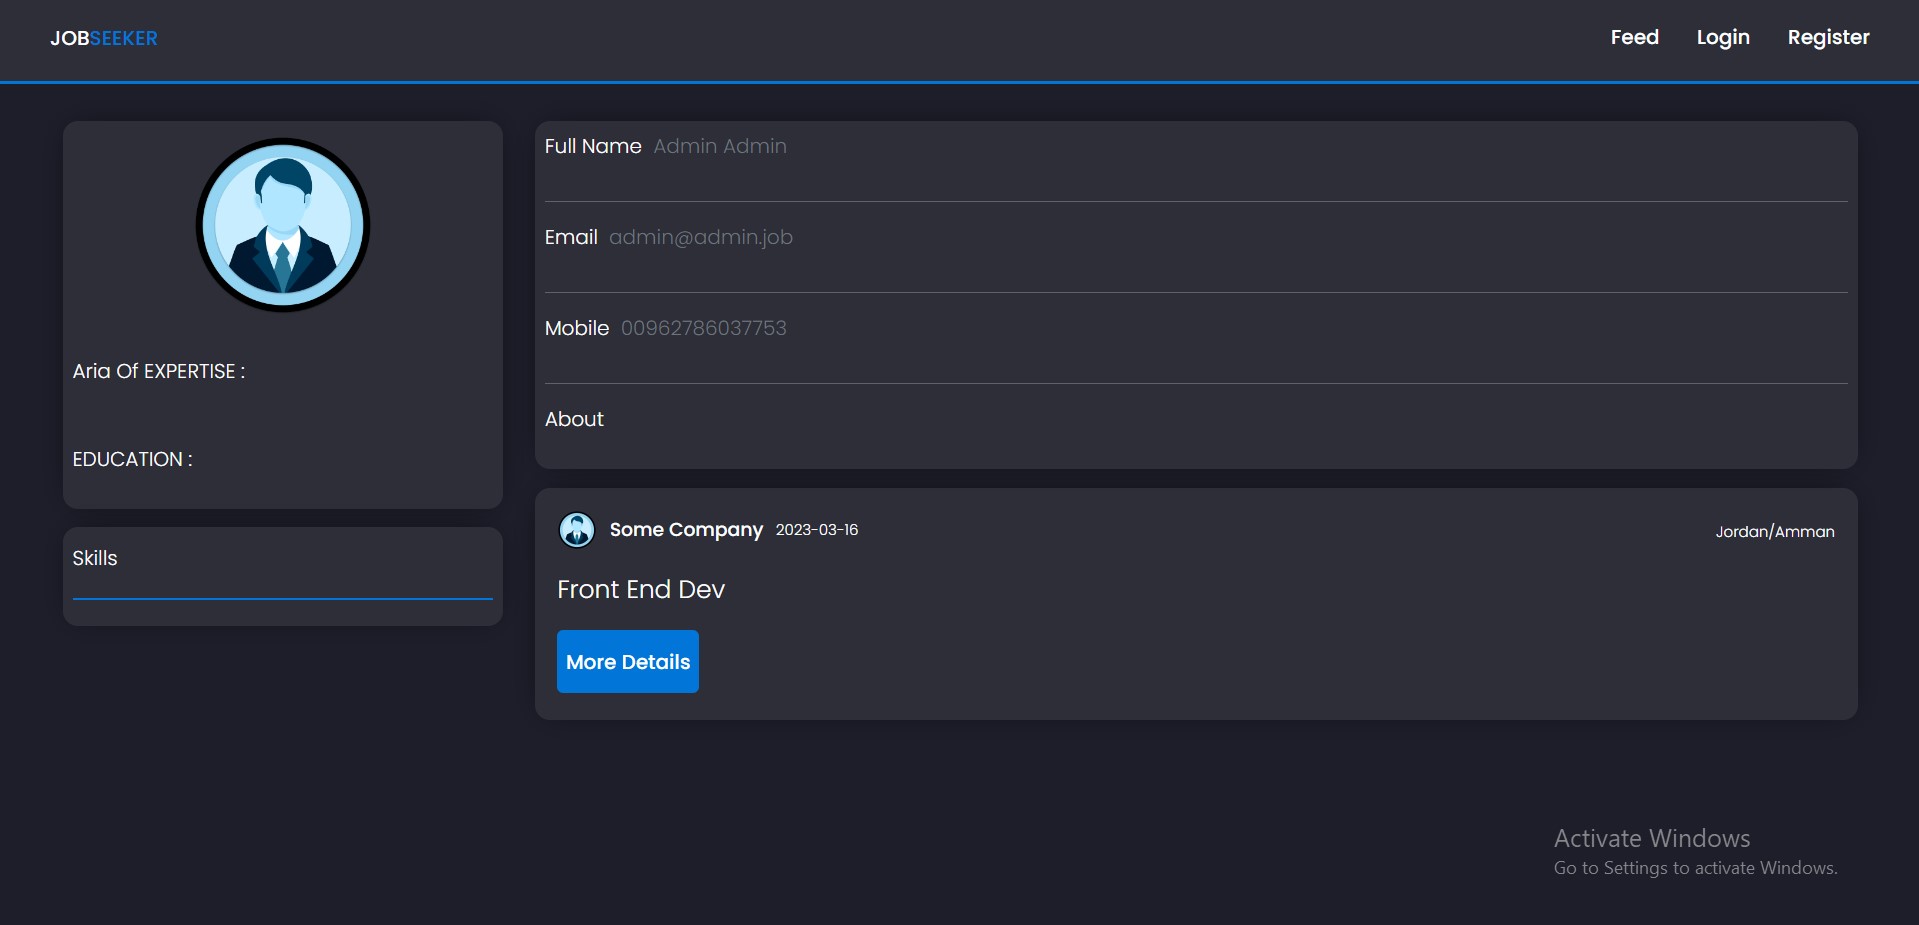 JOBSEEKER
Feed Login Register
Aria Of EXPERTISE :
EDUCATION :
Skills
Full Name Admin Admin
Email admin@admin.job
Mobile 00962786037753
About
Some Company 2023-03-16 Jordan/Amman
Front End Dev
More Details
Activate Windows
Go to Settings to activate Windows.